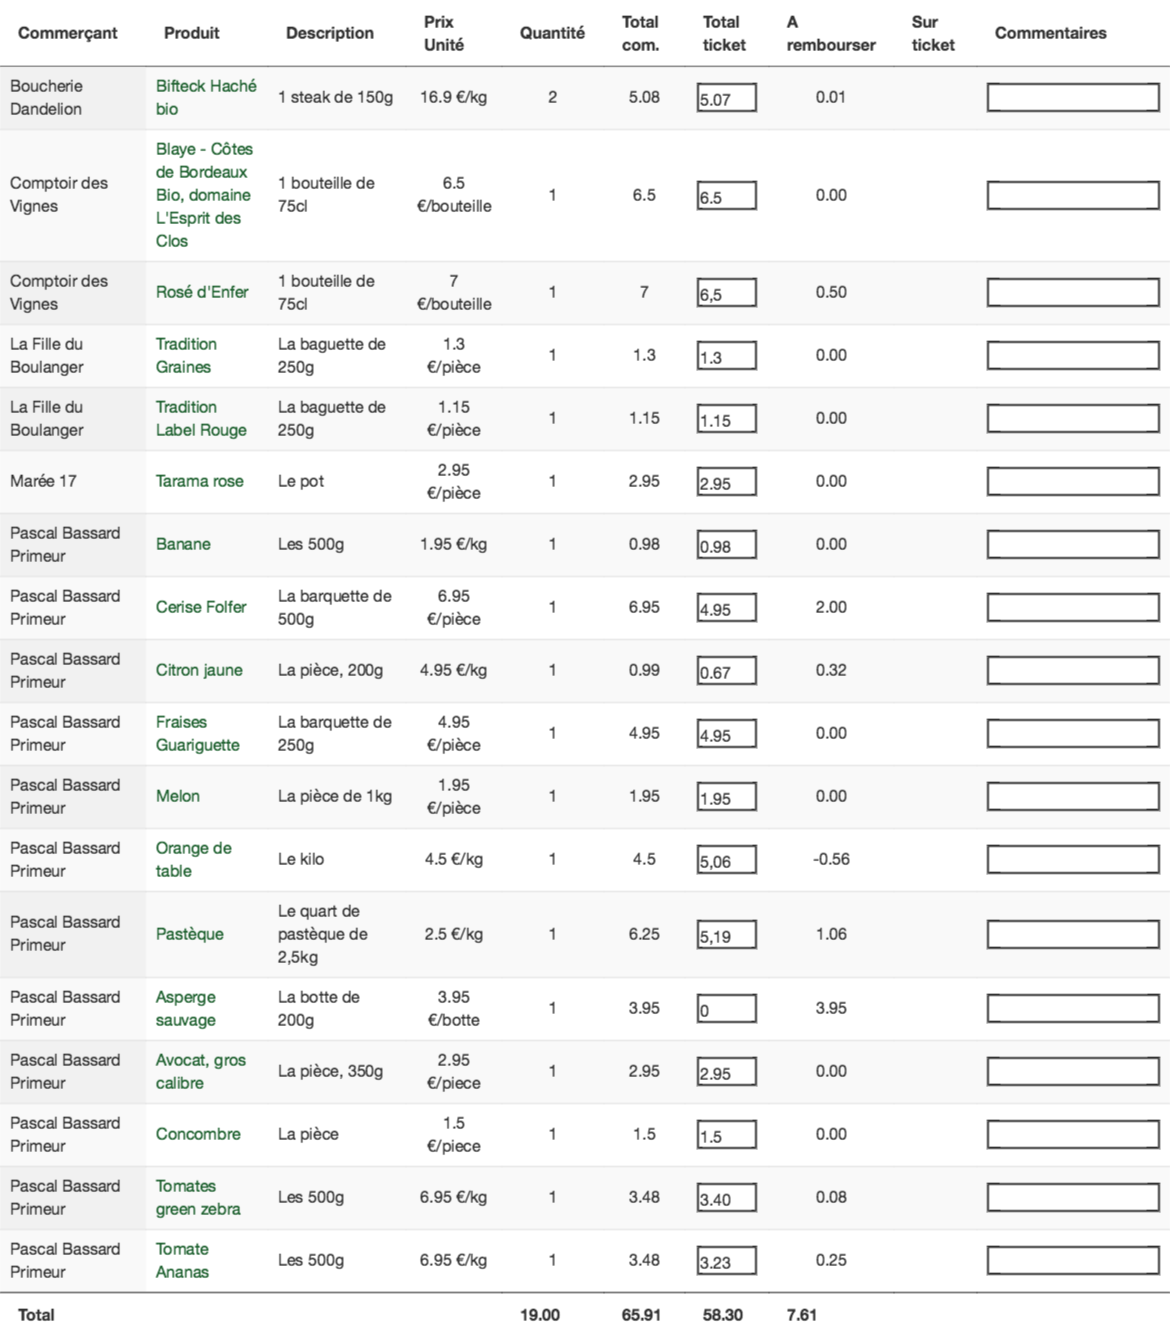 Commerçant Produit Description Prix Unité Quantité Total com. Total ticket A rembourser Sur ticket Commentaires
Boucherie Dandelion Bifteck Haché bio 1 steak de 150g 16.9 €/kg 2 5.08 5.07 0.01
Comptoir des Vignes Blaye - Côtes de Bordeaux Bio, domaine L'Esprit des Clos 1 bouteille de 75cl 6.5 €/bouteille 1 6.5 6.5 0.00
Comptoir des Vignes Rosé d'Enfer 1 bouteille de 75cl 7 €/bouteille 1 7 6,5 0.50
La Fille du Boulanger Tradition Graines La baguette de 250g 1.3 €/pièce 1 1.3 1.3 0.00
La Fille du Boulanger Tradition Label Rouge La baguette de 250g 1.15 €/pièce 1 1.15 1.15 0.00
Marée 17 Tarama rose Le pot 2.95 €/pièce 1 2.95 2.95 0.00
Pascal Bassard Primeur Banane Les 500g 1.95 €/kg 1 0.98 0.98 0.00
Pascal Bassard Primeur Cerise Folfer La barquette de 500g 6.95 €/pièce 1 6.95 4.95 2.00
Pascal Bassard Primeur Citron jaune La pièce, 200g 4.95 €/kg 1 0.99 0.67 0.32
Pascal Bassard Primeur Fraises Guariguette La barquette de 250g 4.95 €/pièce 1 4.95 4.95 0.00
Pascal Bassard Primeur Melon La pièce de 1kg 1.95 €/pièce 1 1.95 1.95 0.00
Pascal Bassard Primeur Orange de table Le kilo 4.5 €/kg 1 4.5 5,06 -0.56
Pascal Bassard Primeur Pastèque Le quart de pastèque de 2,5kg 2.5 €/kg 1 6.25 5,19 1.06
Pascal Bassard Primeur Asperge sauvage La botte de 200g 3.95 €/botte 1 3.95 0 3.95
Pascal Bassard Primeur Avocat, gros calibre La pièce, 350g 2.95 €/piece 1 2.95 2.95 0.00
Pascal Bassard Primeur Concombre La pièce 1.5 €/piece 1 1.5 1.5 0.00
Pascal Bassard Primeur Tomates green zebra Les 500g 6.95 €/kg 1 3.48 3.40 0.08
Pascal Bassard Primeur Tomate Ananas Les 500g 6.95 €/kg 1 3.48 3.23 0.25
Total 19.00 65.91 58.30 7.61